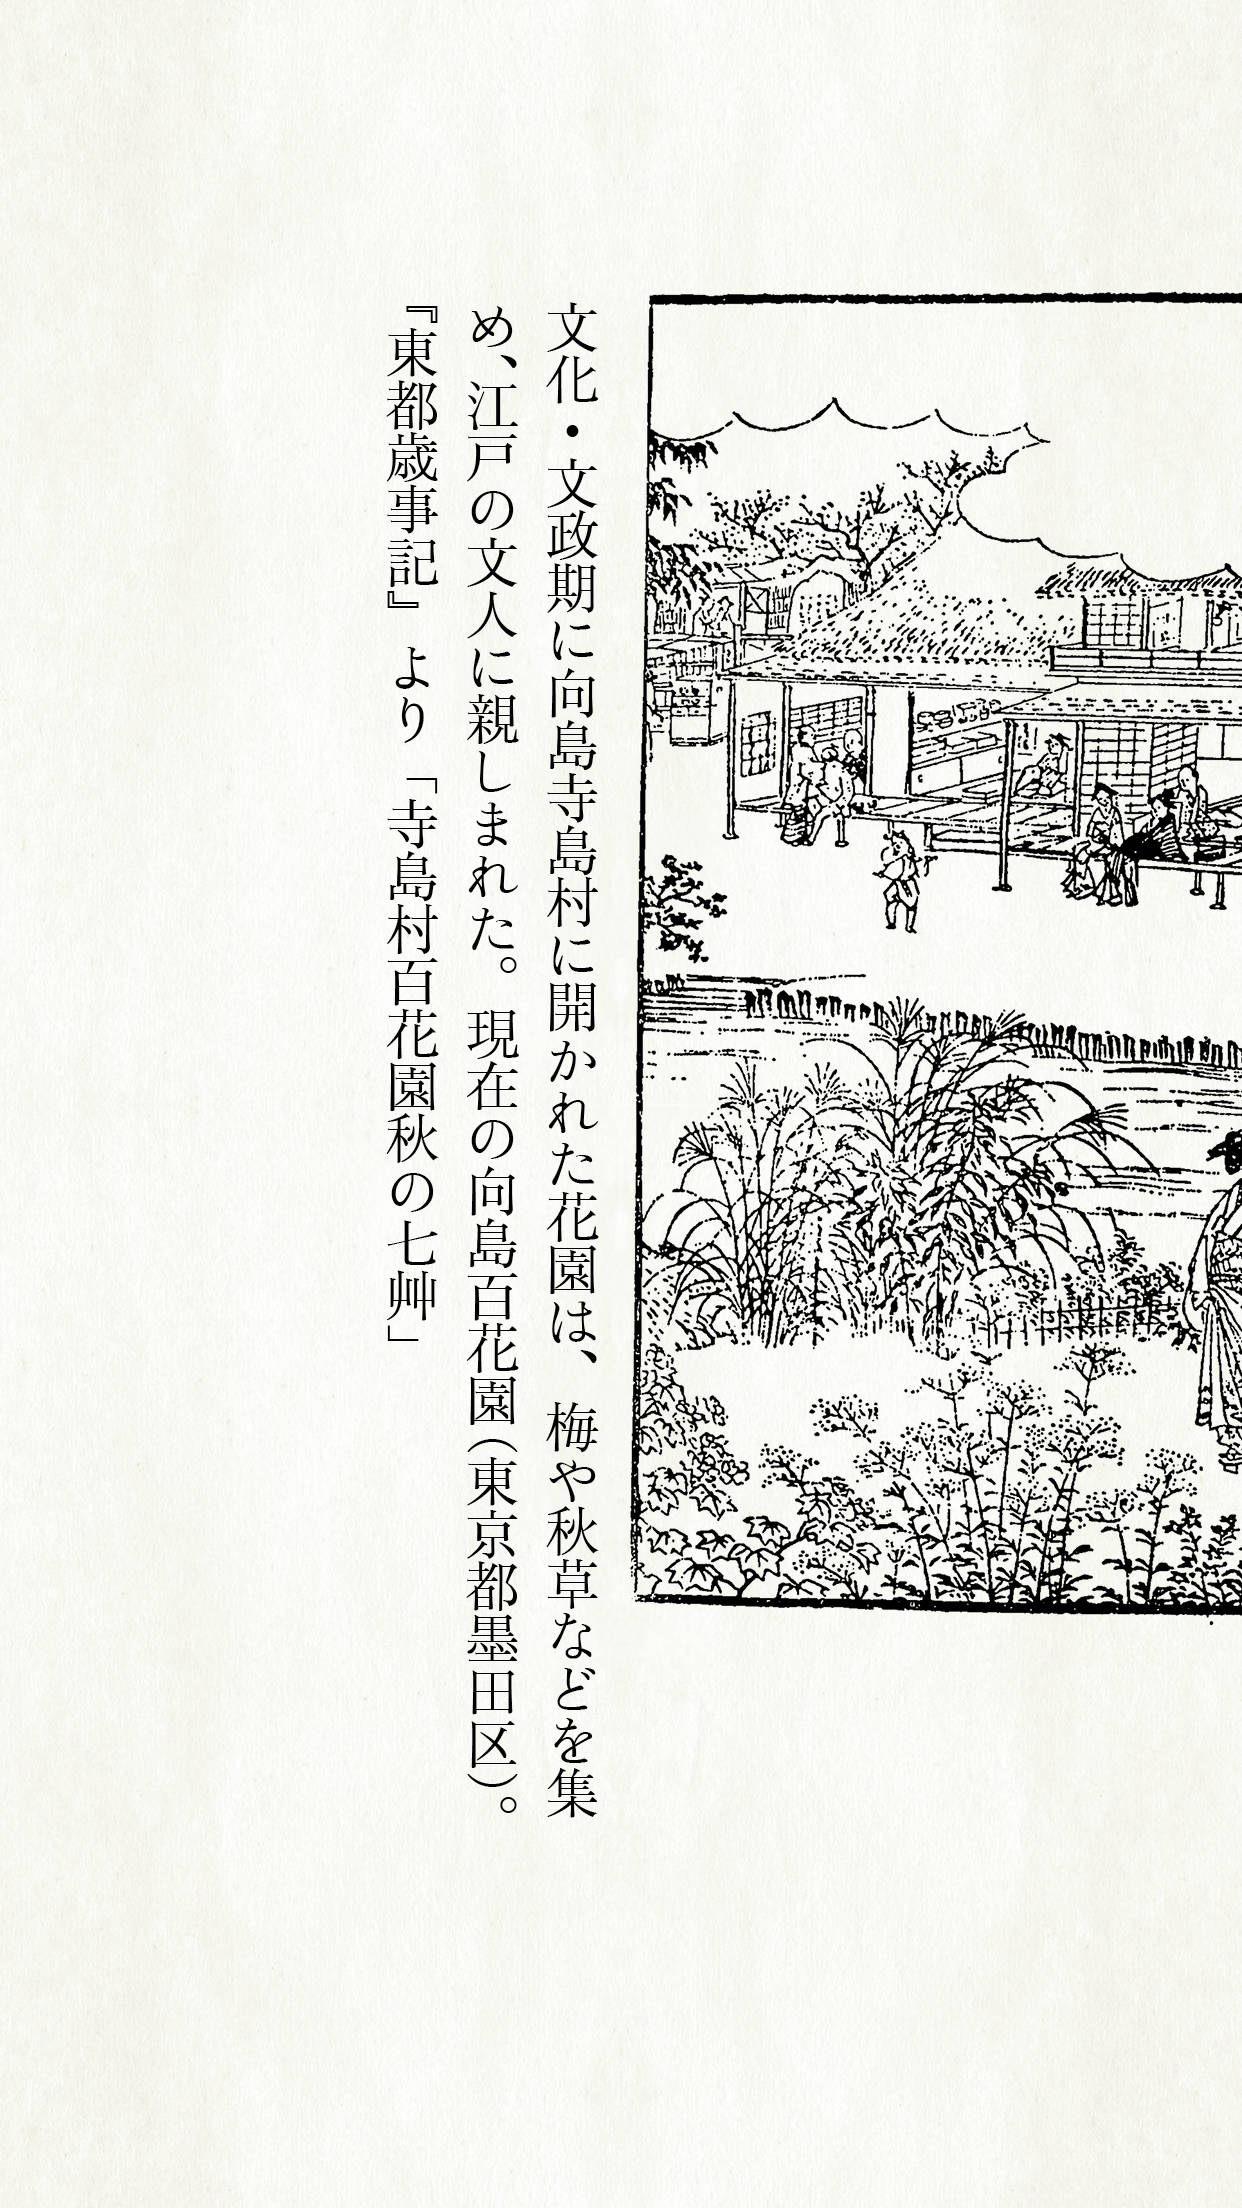 文化・文政期に向島寺島村に開かれた花園は、梅や秋草などを集
め、江戸の文人に親しまれた。現在の向島百花園（東京都墨田区）。
『東都歳事記』より「寺島村百花園秋の七艸」